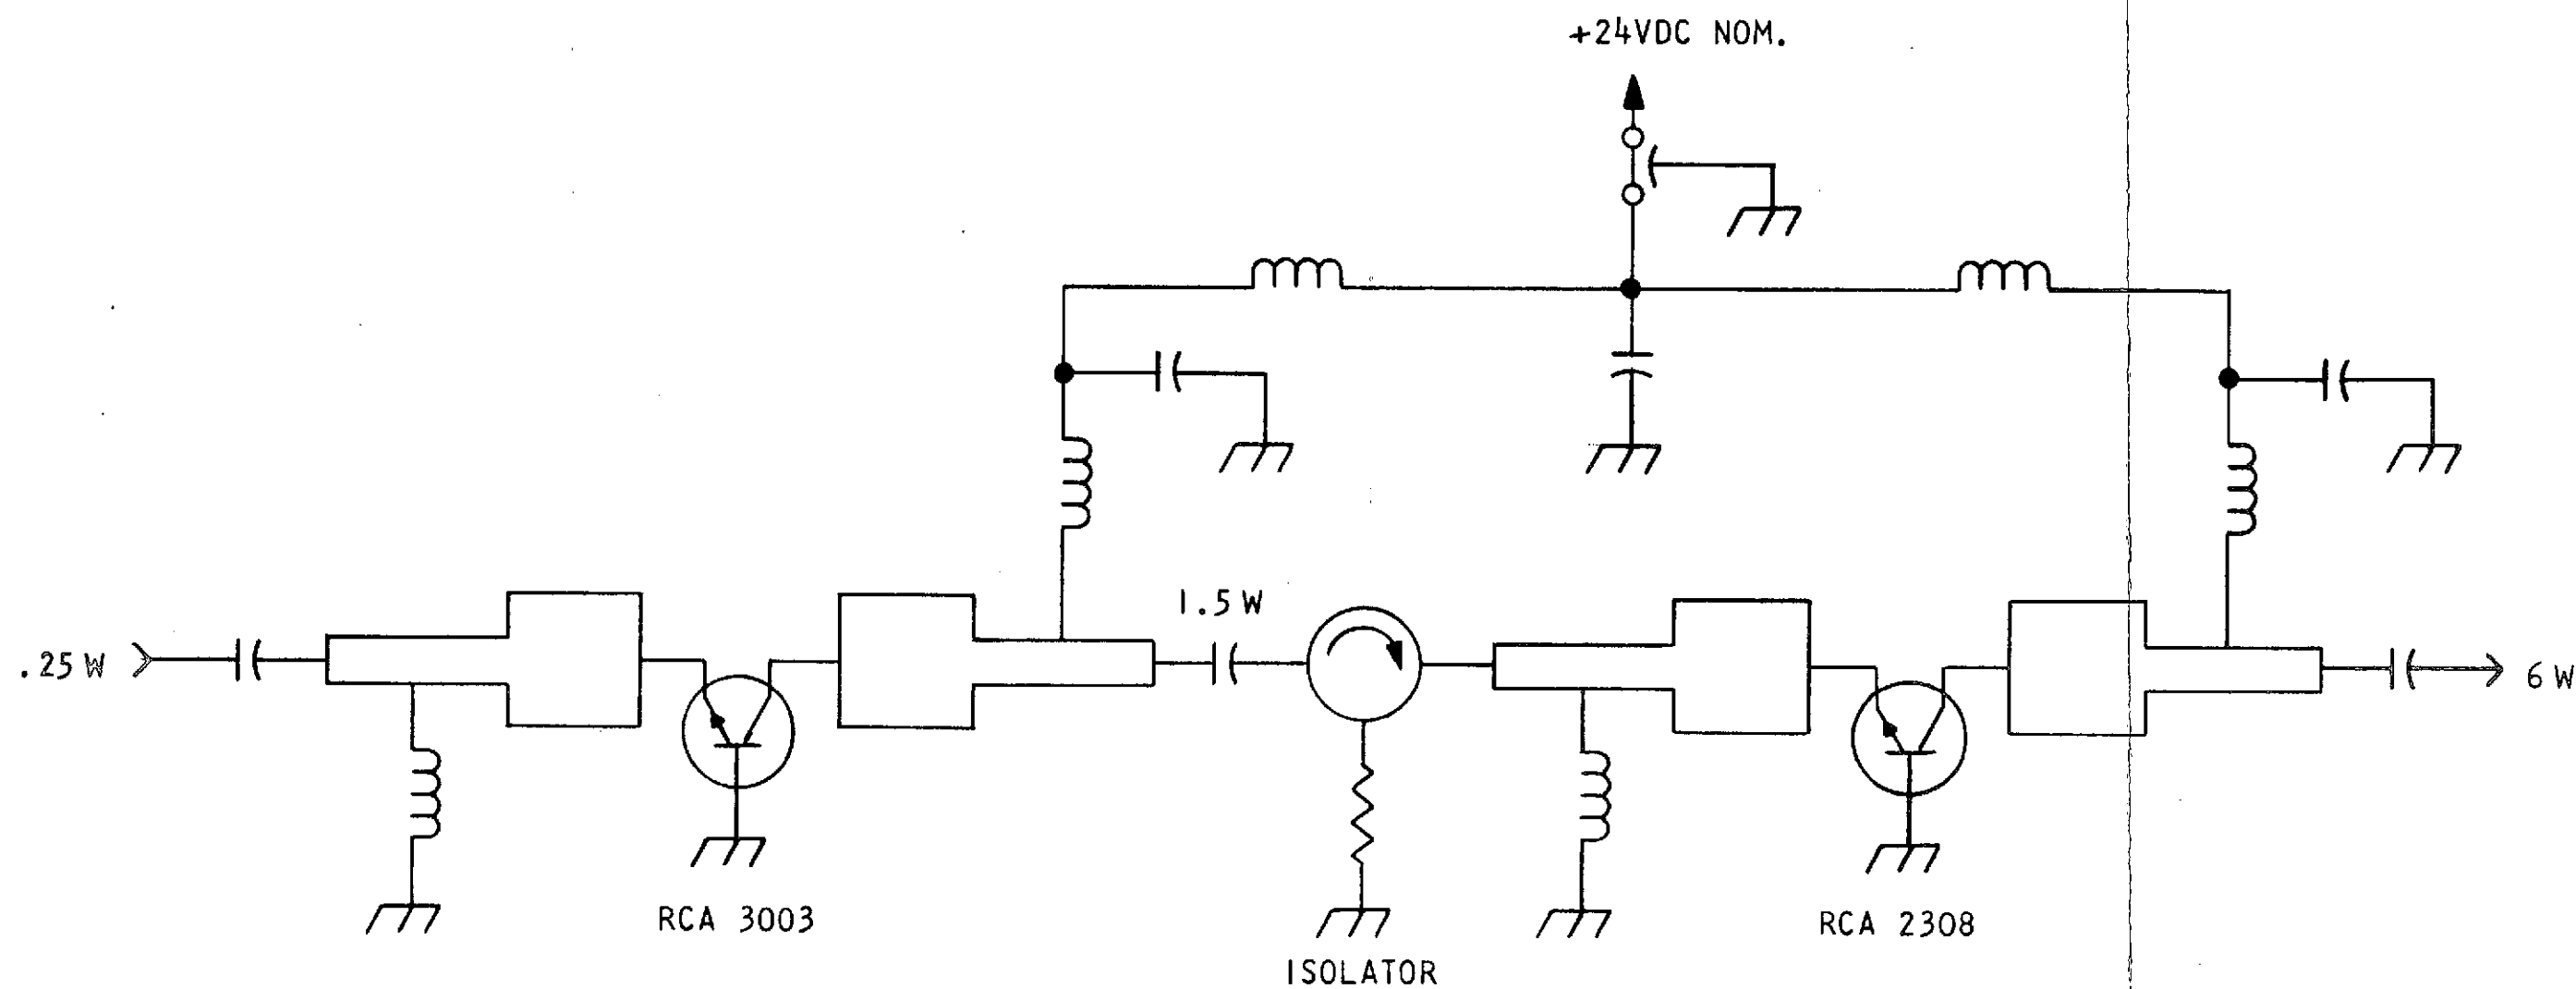 +24VDC NOM.
1.5 W
.25 W
6 W
RCA 3003
RCA 2308
ISOLATOR